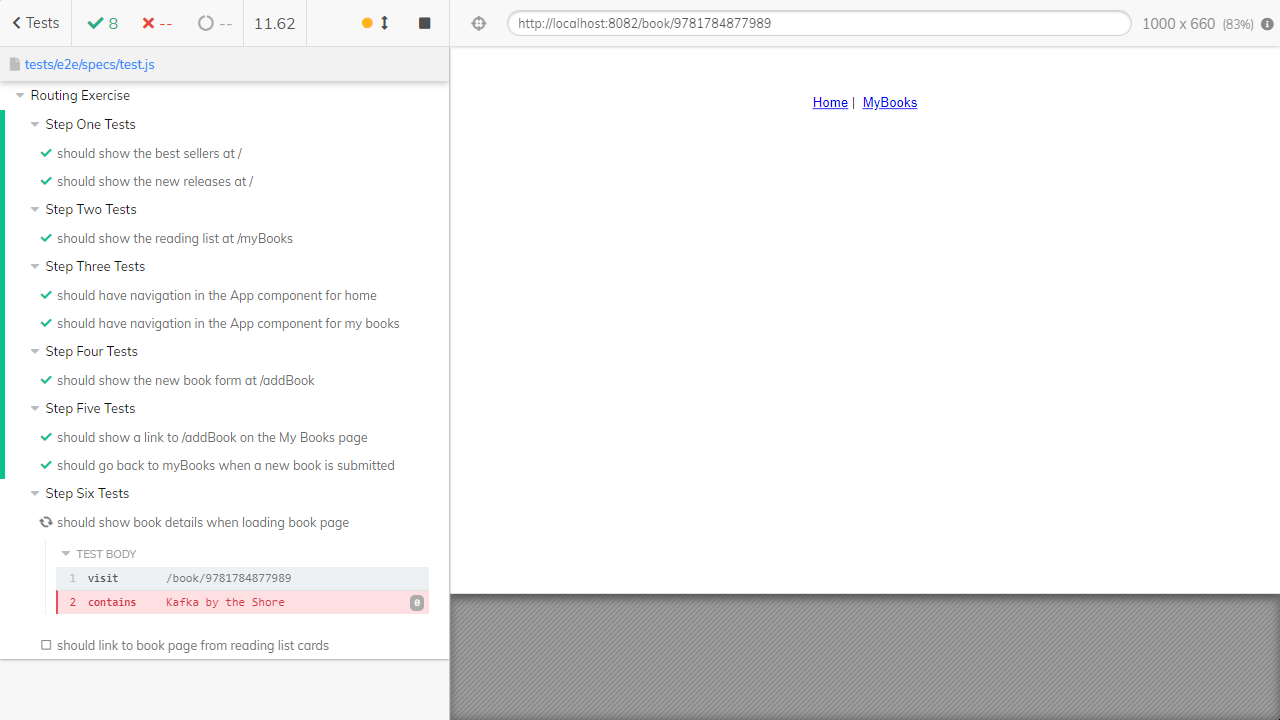 Tests 8 -- -- 11.62
http://localhost:8082/book/9781784877989 1000 x 660 (83%)
tests/e2e/specs/test.js
Routing Exercise
Step One Tests
should show the best sellers at /
should show the new releases at /
Step Two Tests
should show the reading list at /myBooks
Step Three Tests
should have navigation in the App component for home
should have navigation in the App component for my books
Step Four Tests
should show the new book form at /addBook
Step Five Tests
should show a link to /addBook on the My Books page
should go back to myBooks when a new book is submitted
Step Six Tests
should show book details when loading book page
TEST BODY
1 visit /book/9781784877989
2 contains Kafka by the Shore 0
should link to book page from reading list cards
Home | MyBooks